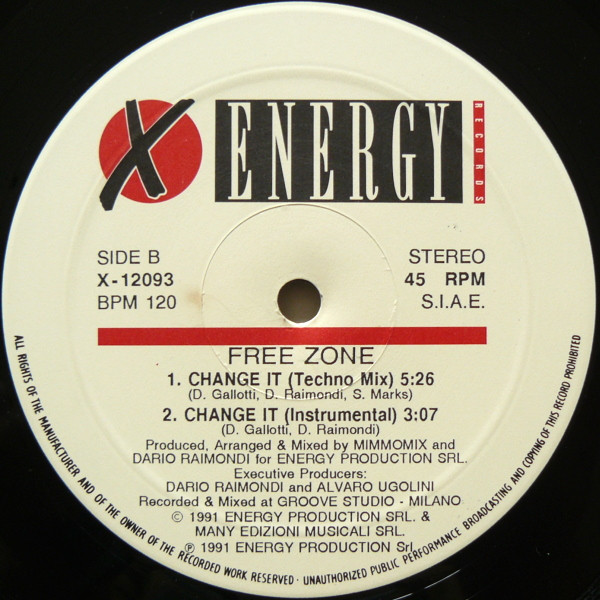 X ENERGY RECORDS
SIDE B
X-12093
BPM 120
STEREO
45 RPM
S.I.A.E.
FREE ZONE
1. CHANGE IT (Techno Mix) 5:26
(D. Gallotti, D. Raimondi, S. Marks)
2. CHANGE IT (Instrumental) 3:07
(D. Gallotti, D. Raimondi)
Produced, Arranged & Mixed by MIMMOMIX and
DARIO RAIMONDI for ENERGY PRODUCTION SRL.
Executive Producers:
DARIO RAIMONDI and ALVARO UGOLINI
Recorded & Mixed at GROOVE STUDIO - MILANO
© 1991 ENERGY PRODUCTION SRL. &
MANY EDIZIONI MUSICALI SRL.
℗ 1991 ENERGY PRODUCTION Srl
ALL RIGHTS OF THE MANUFACTURER AND OF THE OWNER OF THE RECORDED WORK RESERVED · UNAUTHORIZED PUBLIC PERFORMANCE BROADCASTING AND COPYING OF THIS RECORD PROHIBITED